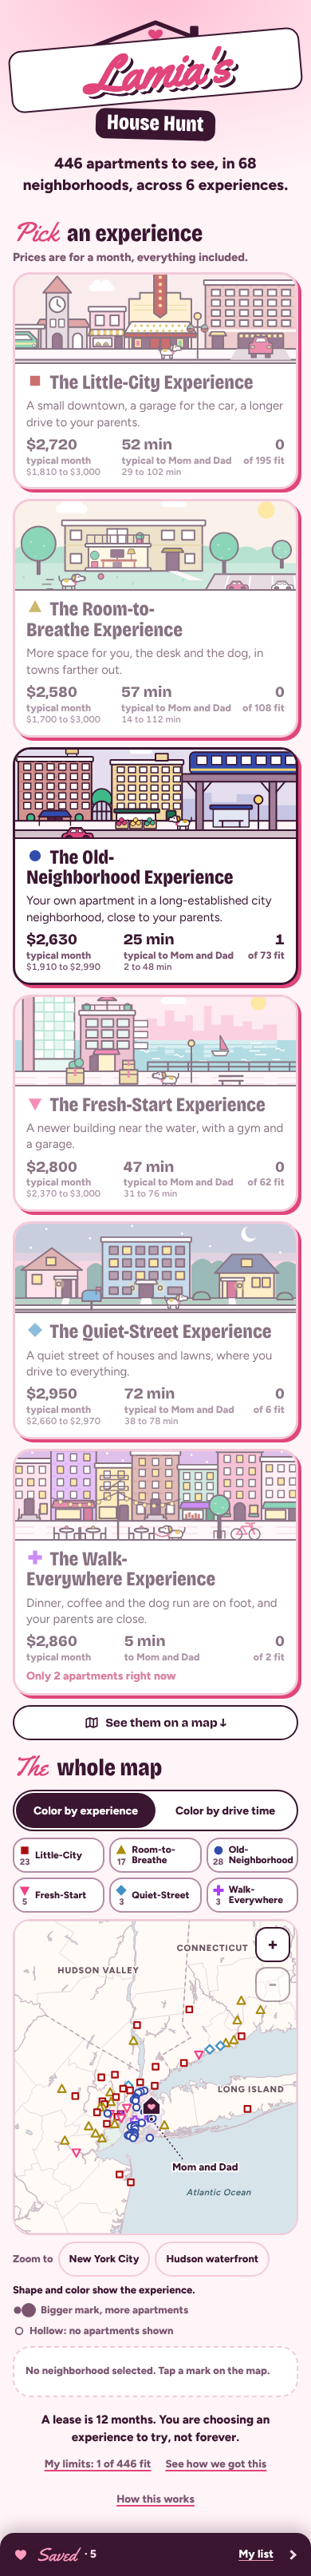 Lamia's
House Hunt
446 apartments to see, in 68
neighborhoods, across 6 experiences.
Pick an experience
Prices are for a month, everything included.
The Little-City Experience
A small downtown, a garage for the car, a longer
drive to your parents.
$2,720 52 min 0
typical month typical to Mom and Dad of 195 fit
$1,810 to $3,000 29 to 102 min
The Room-to-
Breathe Experience
More space for you, the desk and the dog, in
towns farther out.
$2,580 57 min 0
typical month typical to Mom and Dad of 108 fit
$1,700 to $3,000 14 to 112 min
The Old-
Neighborhood Experience
Your own apartment in a long-established city
neighborhood, close to your parents.
$2,630 25 min 1
typical month typical to Mom and Dad of 73 fit
$1,910 to $2,990 2 to 48 min
The Fresh-Start Experience
A newer building near the water, with a gym and
a garage.
$2,800 47 min 0
typical month typical to Mom and Dad of 62 fit
$2,370 to $3,000 31 to 76 min
The Quiet-Street Experience
A quiet street of houses and lawns, where you
drive to everything.
$2,950 72 min 0
typical month typical to Mom and Dad of 6 fit
$2,660 to $2,970 38 to 78 min
The Walk-
Everywhere Experience
Dinner, coffee and the dog run are on foot, and
your parents are close.
$2,860 5 min 0
typical month to Mom and Dad of 2 fit
Only 2 apartments right now
See them on a map ↓
The whole map
Color by experience Color by drive time
23 Little-City
17 Room-to-
Breathe
28 Old-
Neighborhood
5 Fresh-Start
3 Quiet-Street
3 Walk-
Everywhere
+
−
CONNECTICUT
HUDSON VALLEY
LONG ISLAND
Mom and Dad
Atlantic Ocean
Zoom to New York City Hudson waterfront
Shape and color show the experience.
Bigger mark, more apartments
Hollow: no apartments shown
No neighborhood selected. Tap a mark on the map.
A lease is 12 months. You are choosing an
experience to try, not forever.
My limits: 1 of 446 fit See how we got this
How this works
Saved · 5 My list